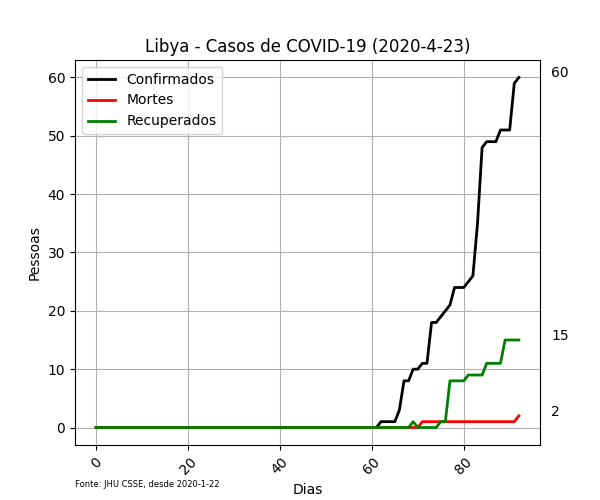 Libya - Casos de COVID-19 (2020-4-23)
Confirmados
Mortes
Recuperados
Pessoas
60
50
40
30
20
10
0
60
15
2
0
20
40
60
80
Dias
Fonte: JHU CSSE, desde 2020-1-22